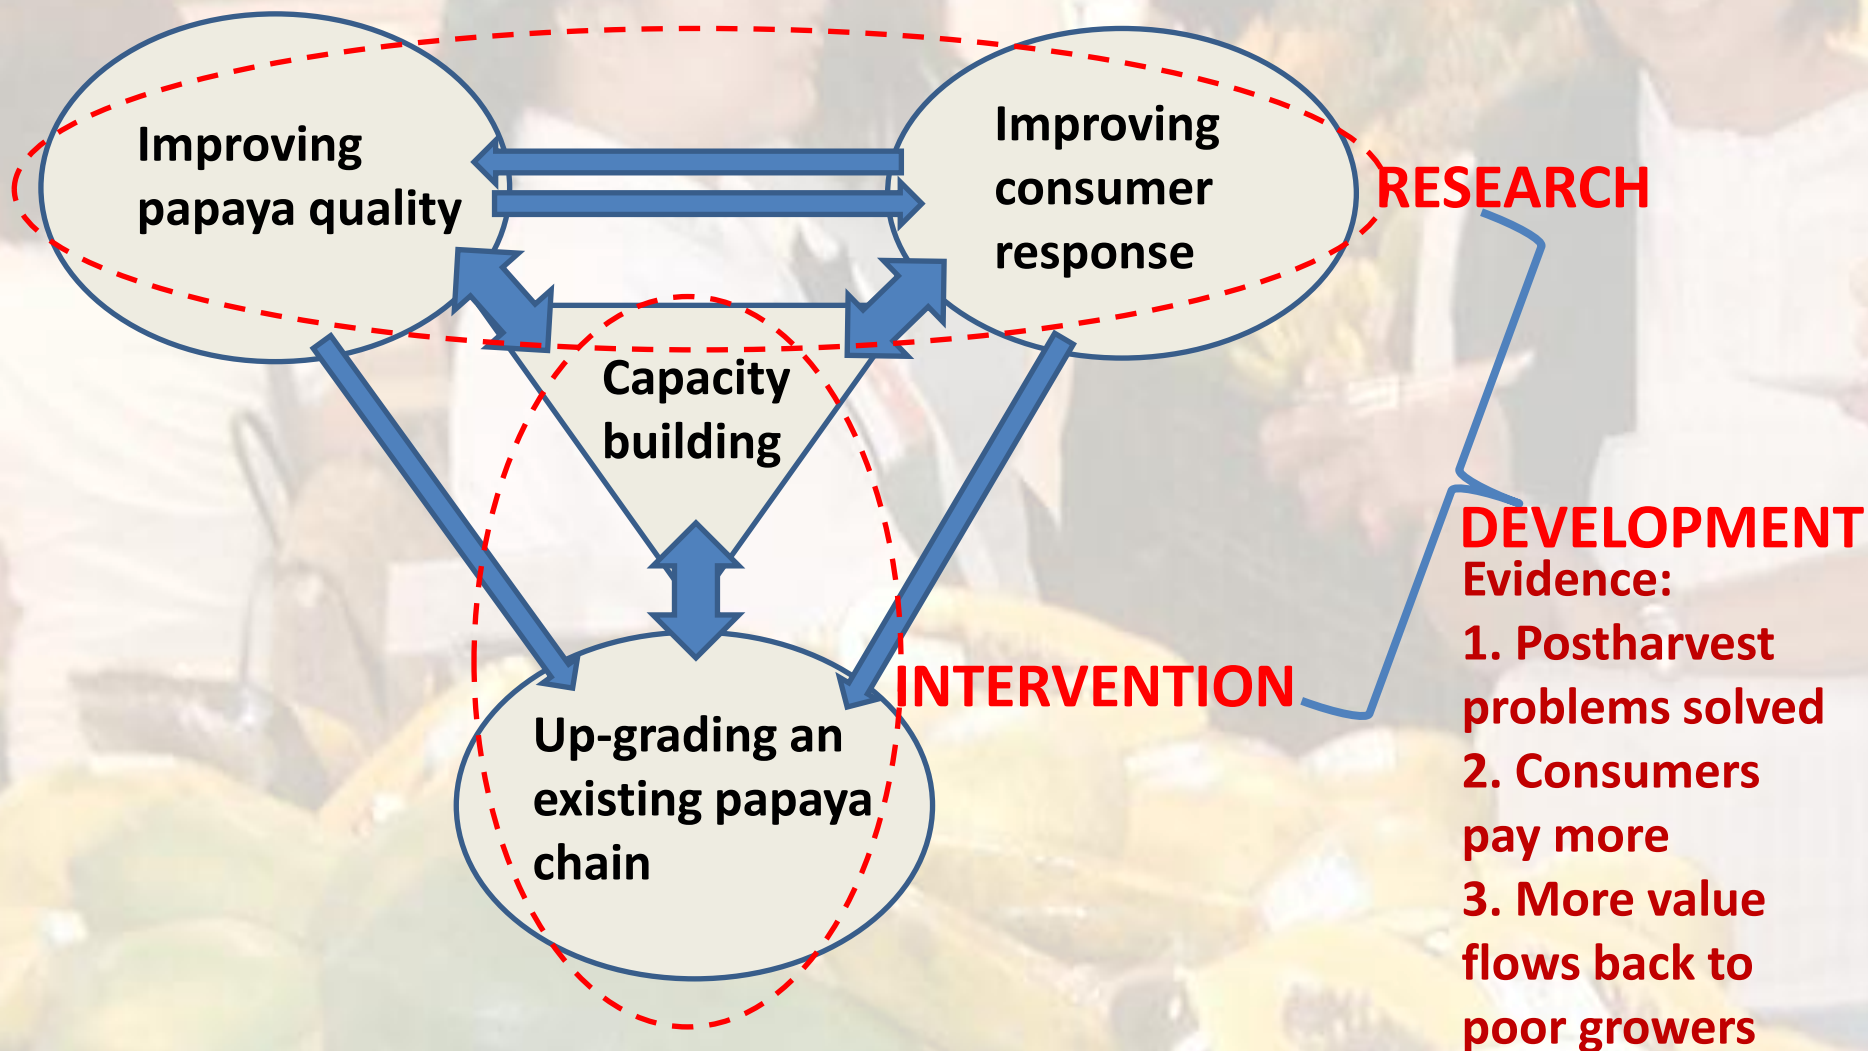 Improving
papaya quality
Improving
consumer
response
RESEARCH
Capacity
building
INTERVENTION
Up-grading an
existing papaya
chain
DEVELOPMENT
Evidence:
1. Postharvest
problems solved
2. Consumers
pay more
3. More value
flows back to
poor growers